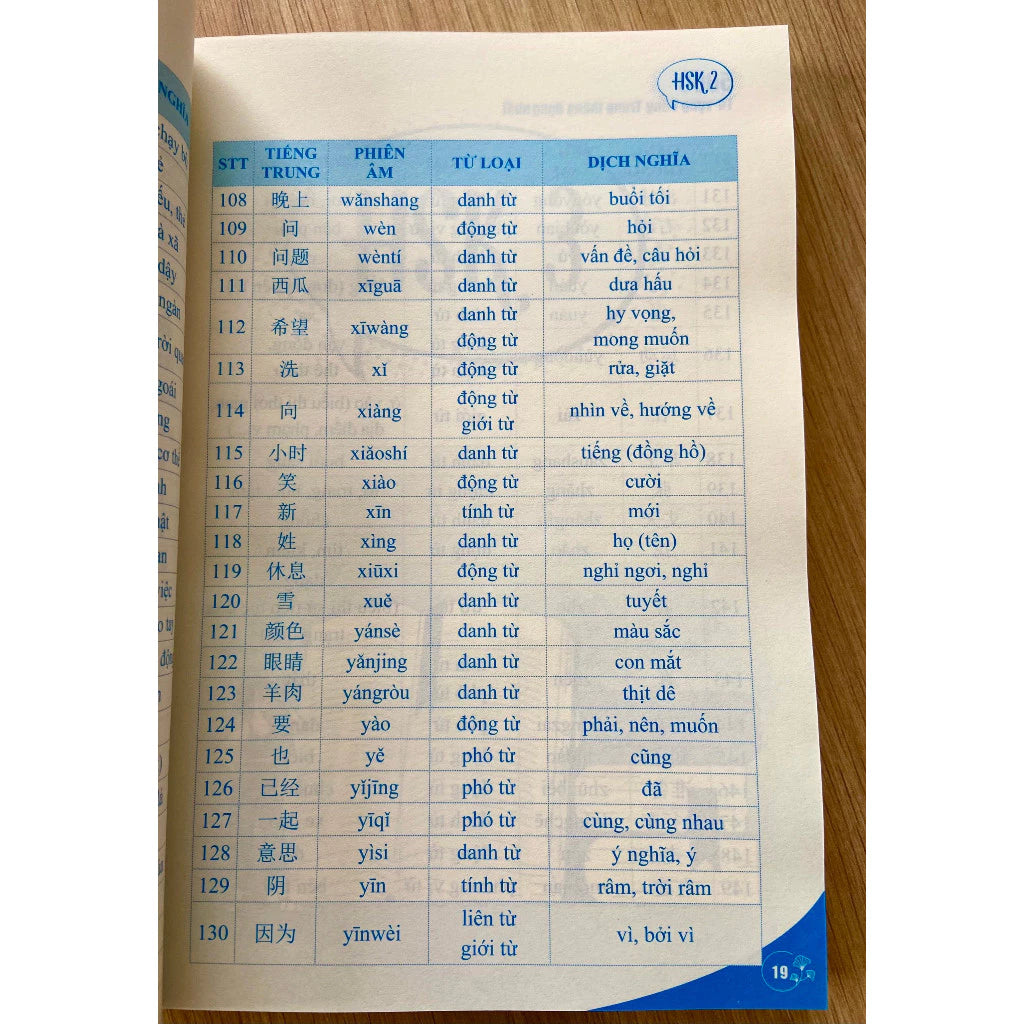 HSK 2
STT TIẾNG TRUNG PHIÊN ÂM TỪ LOẠI DỊCH NGHĨA
108 晚上 wǎnshang danh từ buổi tối
109 问 wèn động từ hỏi
110 问题 wèntí danh từ vấn đề, câu hỏi
111 西瓜 xīguā danh từ dưa hấu
112 希望 xīwàng danh từ động từ hy vọng, mong muốn
113 洗 xǐ động từ rửa, giặt
114 向 xiàng động từ giới từ nhìn về, hướng về
115 小时 xiǎoshí danh từ tiếng (đồng hồ)
116 笑 xiào động từ cười
117 新 xīn tính từ mới
118 姓 xìng danh từ họ (tên)
119 休息 xiūxi động từ nghỉ ngơi, nghỉ
120 雪 xuě danh từ tuyết
121 颜色 yánsè danh từ màu sắc
122 眼睛 yǎnjing danh từ con mắt
123 羊肉 yángròu danh từ thịt dê
124 要 yào động từ phải, nên, muốn
125 也 yě phó từ cũng
126 已经 yǐjīng phó từ đã
127 一起 yīqǐ phó từ cùng, cùng nhau
128 意思 yìsi danh từ ý nghĩa, ý
129 阴 yīn tính từ râm, trời râm
130 因为 yīnwèi liên từ giới từ vì, bởi vì
19